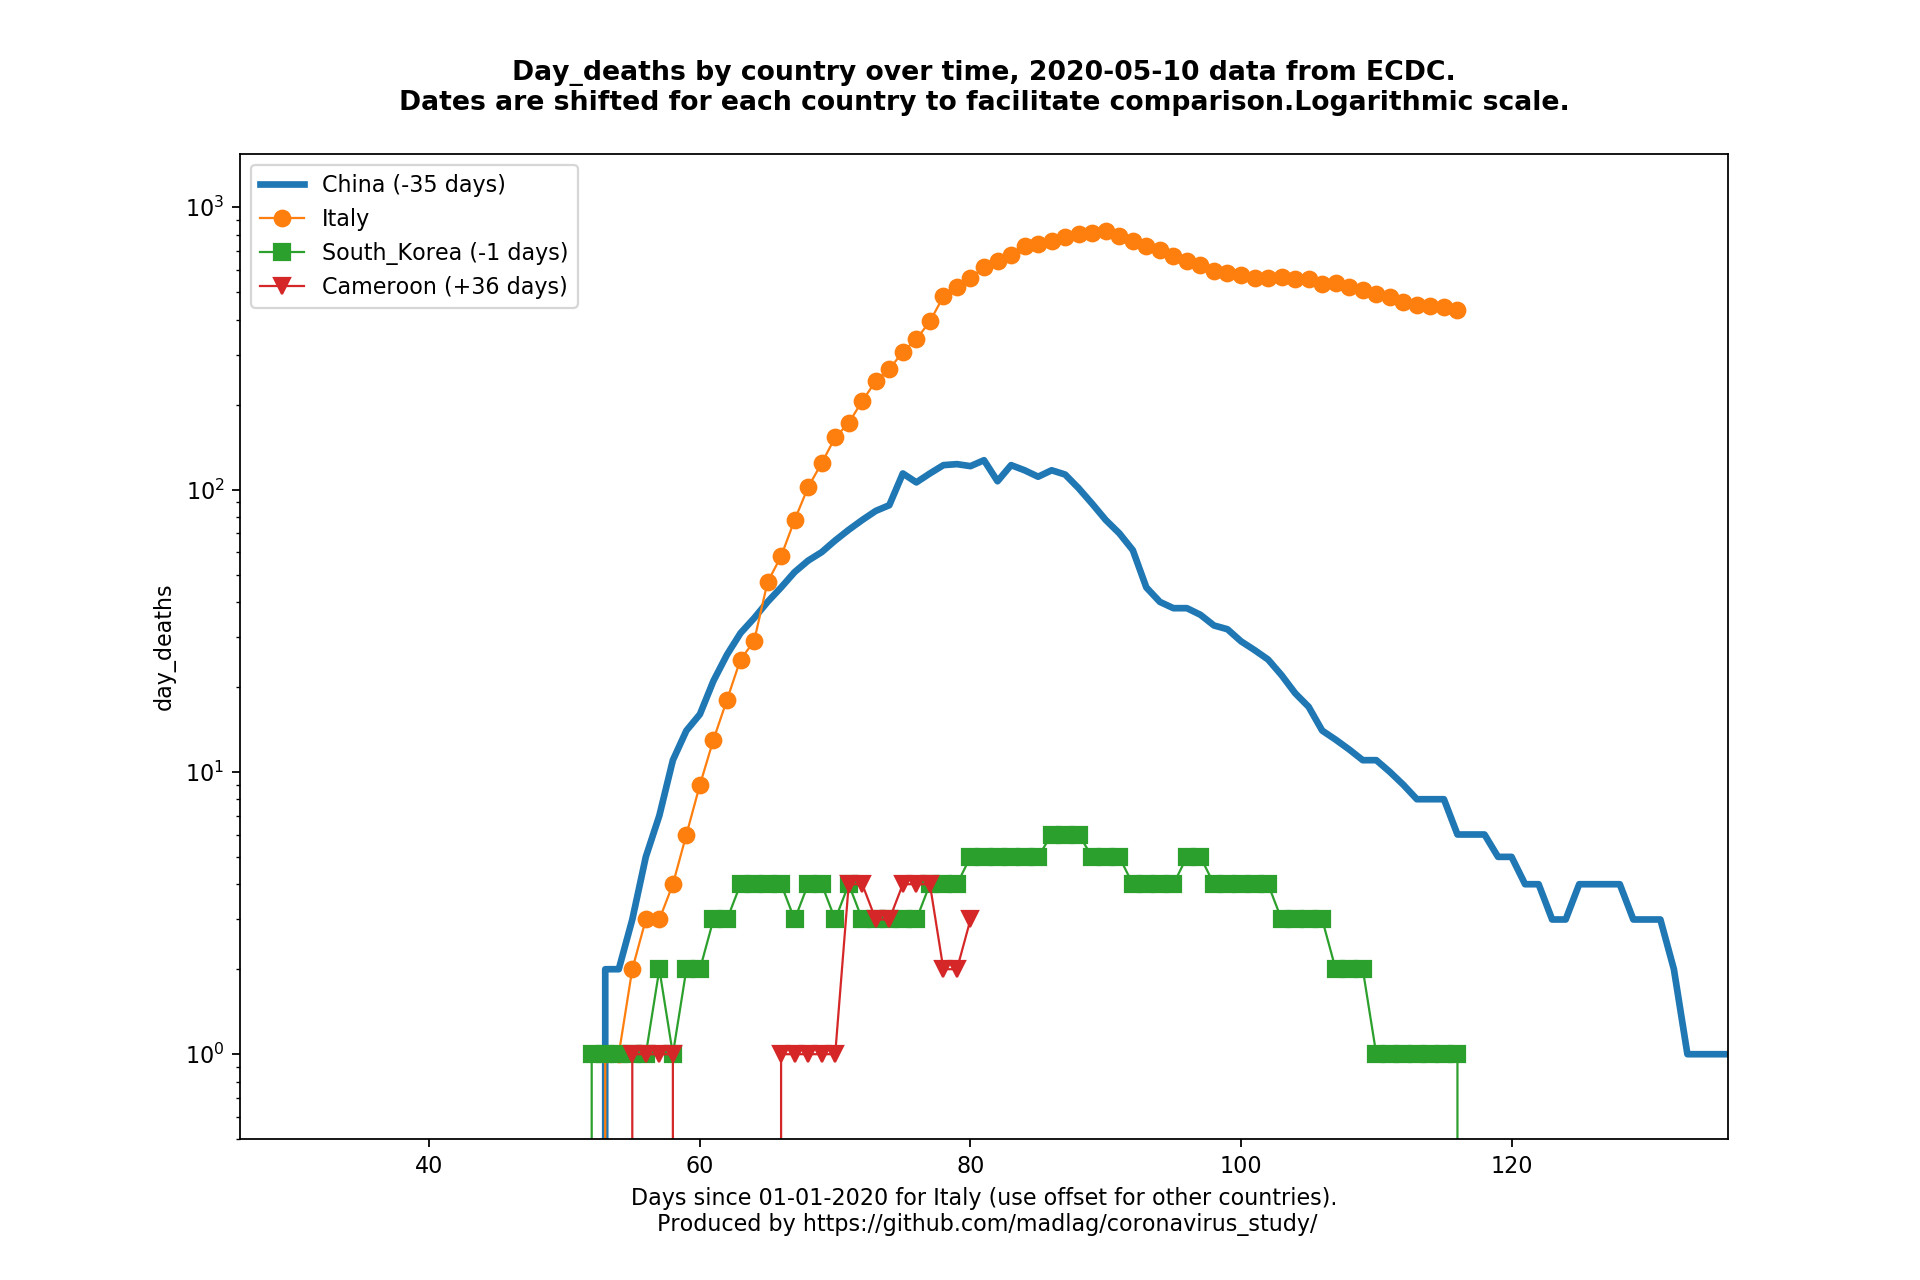 Day_deaths by country over time, 2020-05-10 data from ECDC.
Dates are shifted for each country to facilitate comparison.Logarithmic scale.
China (-35 days)
Italy
South_Korea (-1 days)
Cameroon (+36 days)
10³
10²
10¹
10⁰
day_deaths
40 60 80 100 120
Days since 01-01-2020 for Italy (use offset for other countries).
Produced by https://github.com/madlag/coronavirus_study/